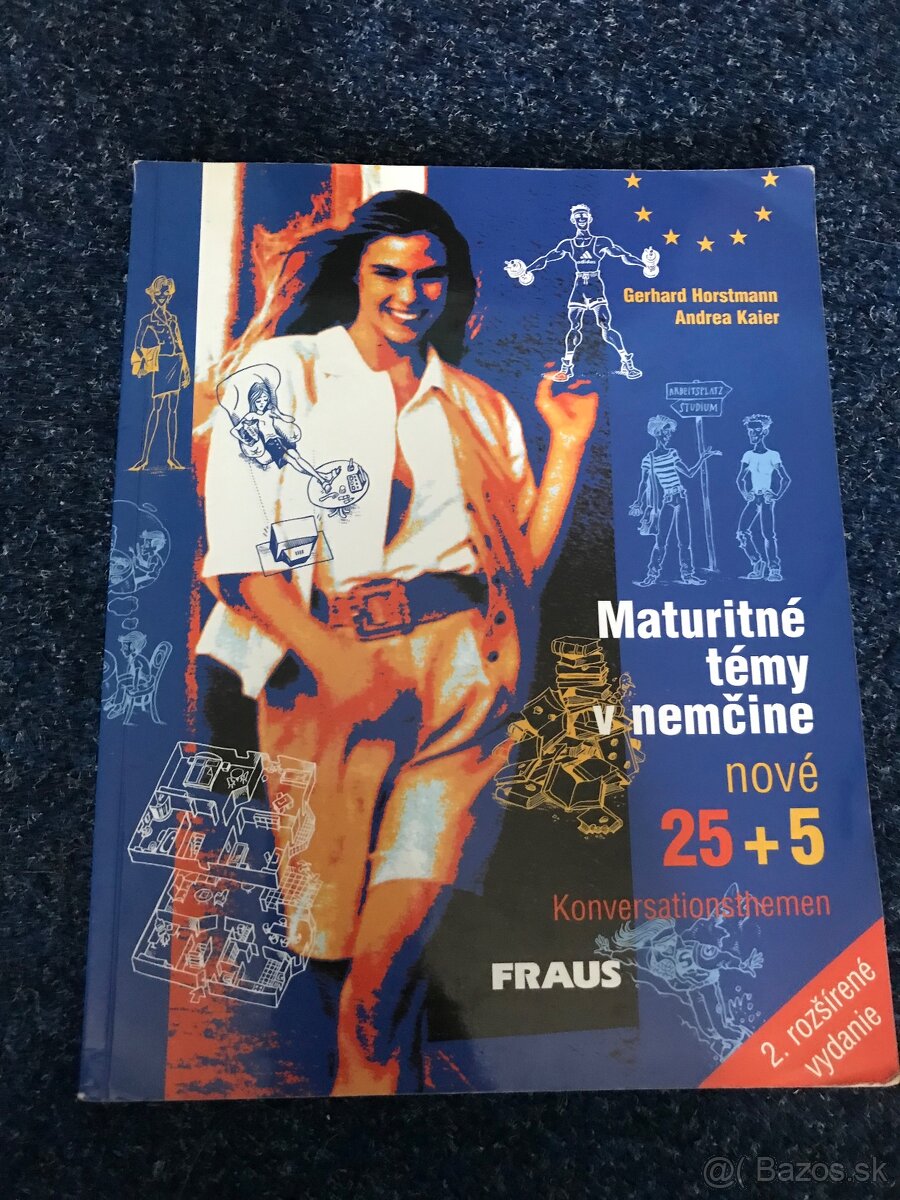 Gerhard Horstmann
Andrea Kaier
adidas
ARBEITSPLATZ
STUDIUM
Maturitné
témy
v nemčine
nové
25 + 5
Konversationsthemen
FRAUS
2. rozšírené
vydanie
@( Bazos.sk